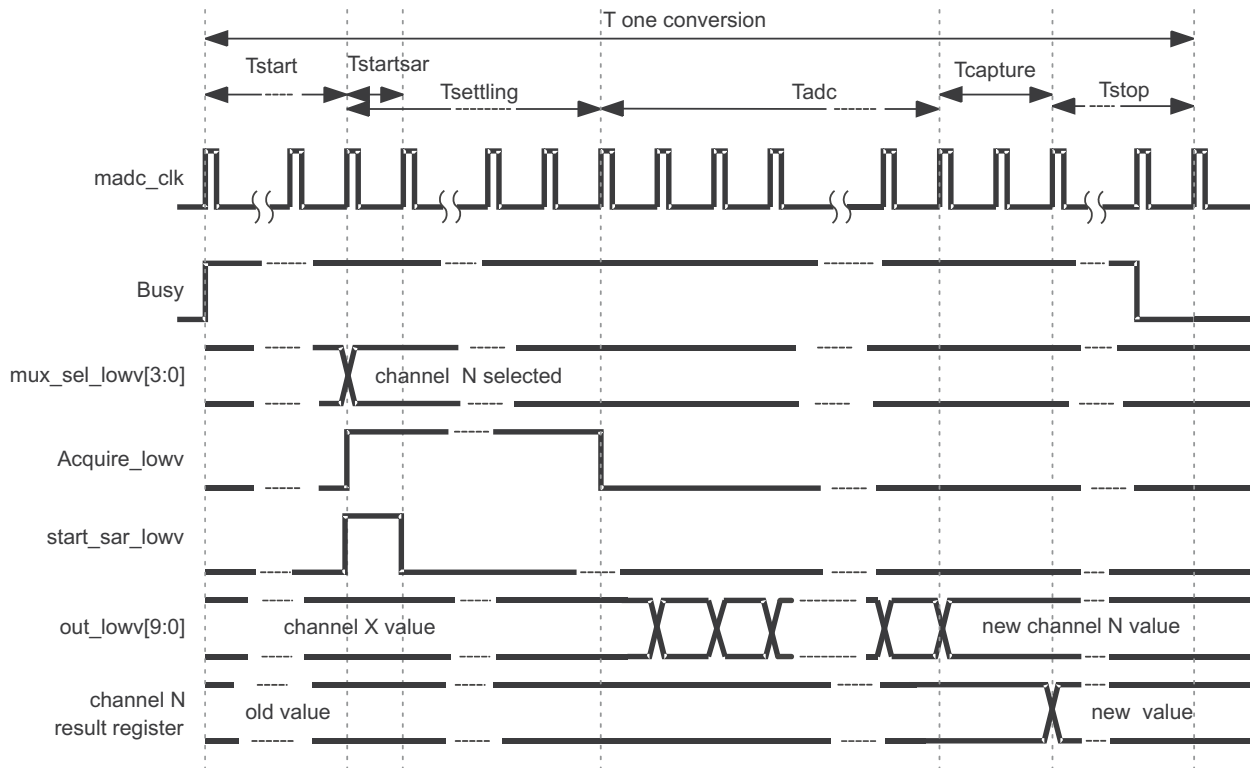 T one conversion
Tstart
Tstartsar
Tsettling
Tadc
Tcapture
Tstop
madc_clk
Busy
mux_sel_lowv[3:0]
channel N selected
Acquire_lowv
start_sar_lowv
out_lowv[9:0]
channel X value
new channel N value
channel N
result register
old value
new value